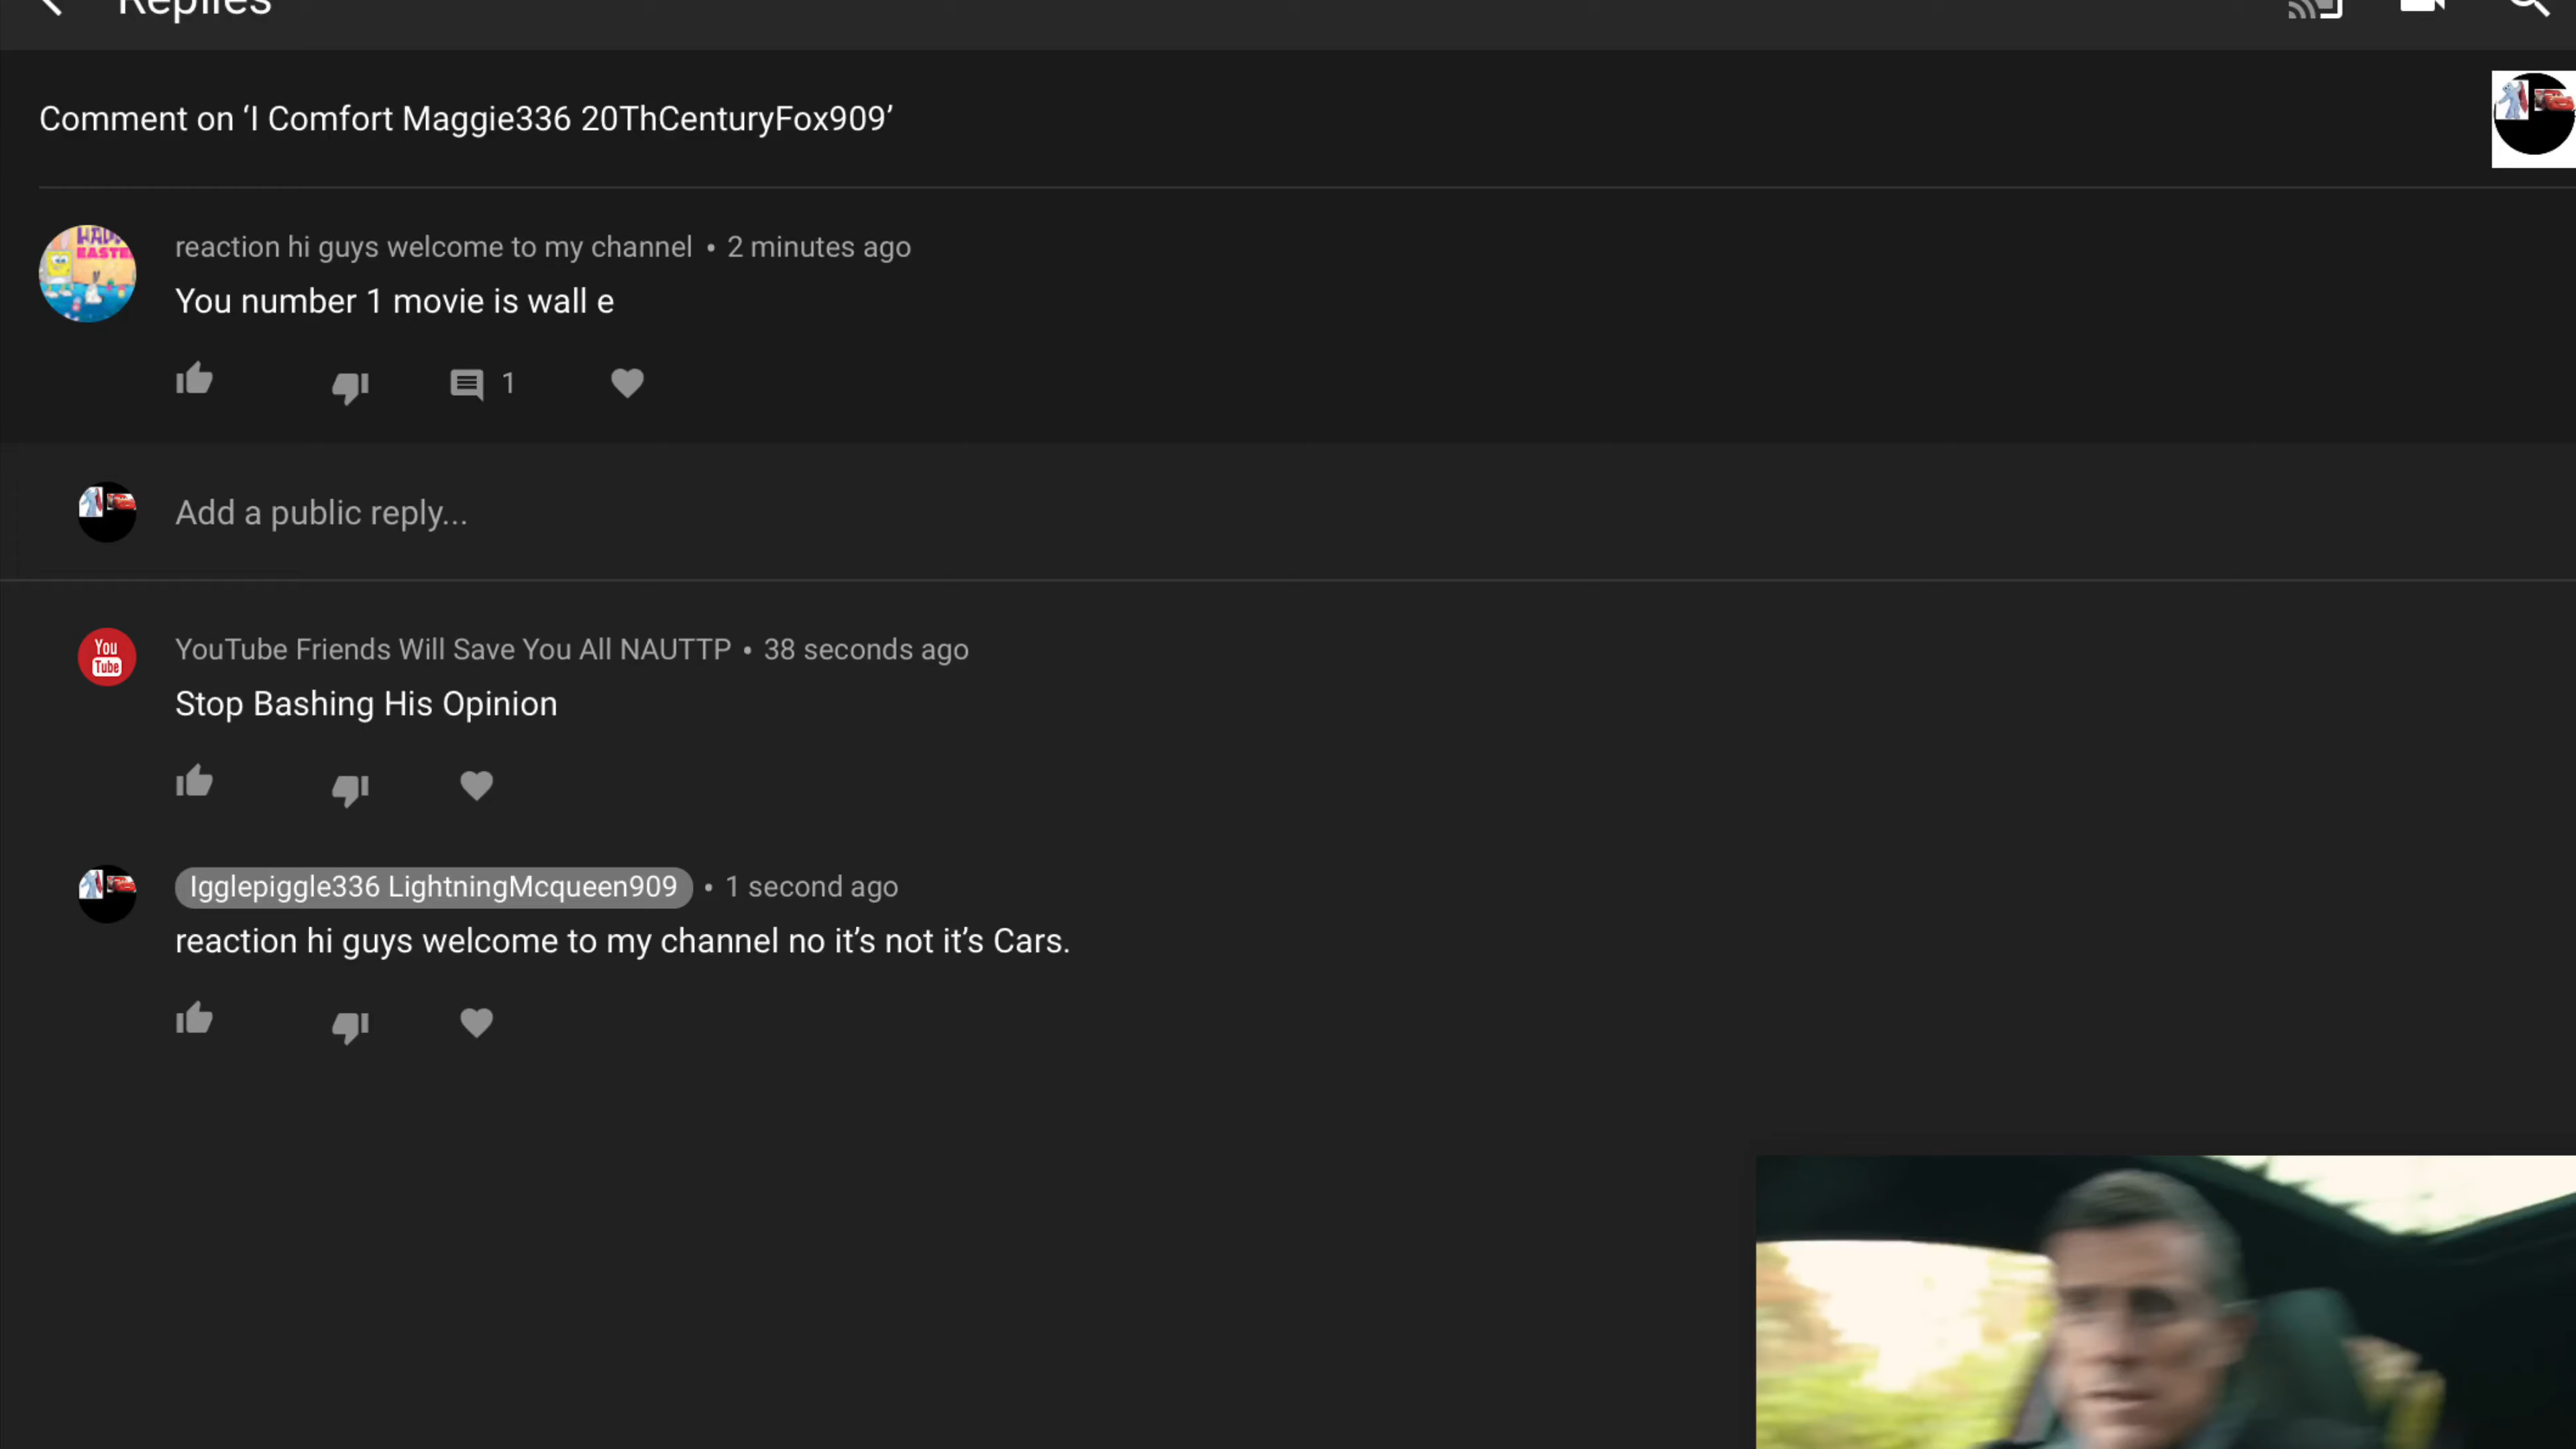 Replies
Comment on ‘I Comfort Maggie336 20ThCenturyFox909’
reaction hi guys welcome to my channel • 2 minutes ago
You number 1 movie is wall e
1
Add a public reply...
YouTube Friends Will Save You All NAUTTP • 38 seconds ago
Stop Bashing His Opinion
Igglepiggle336 LightningMcqueen909 • 1 second ago
reaction hi guys welcome to my channel no it’s not it’s Cars.
You
Tube